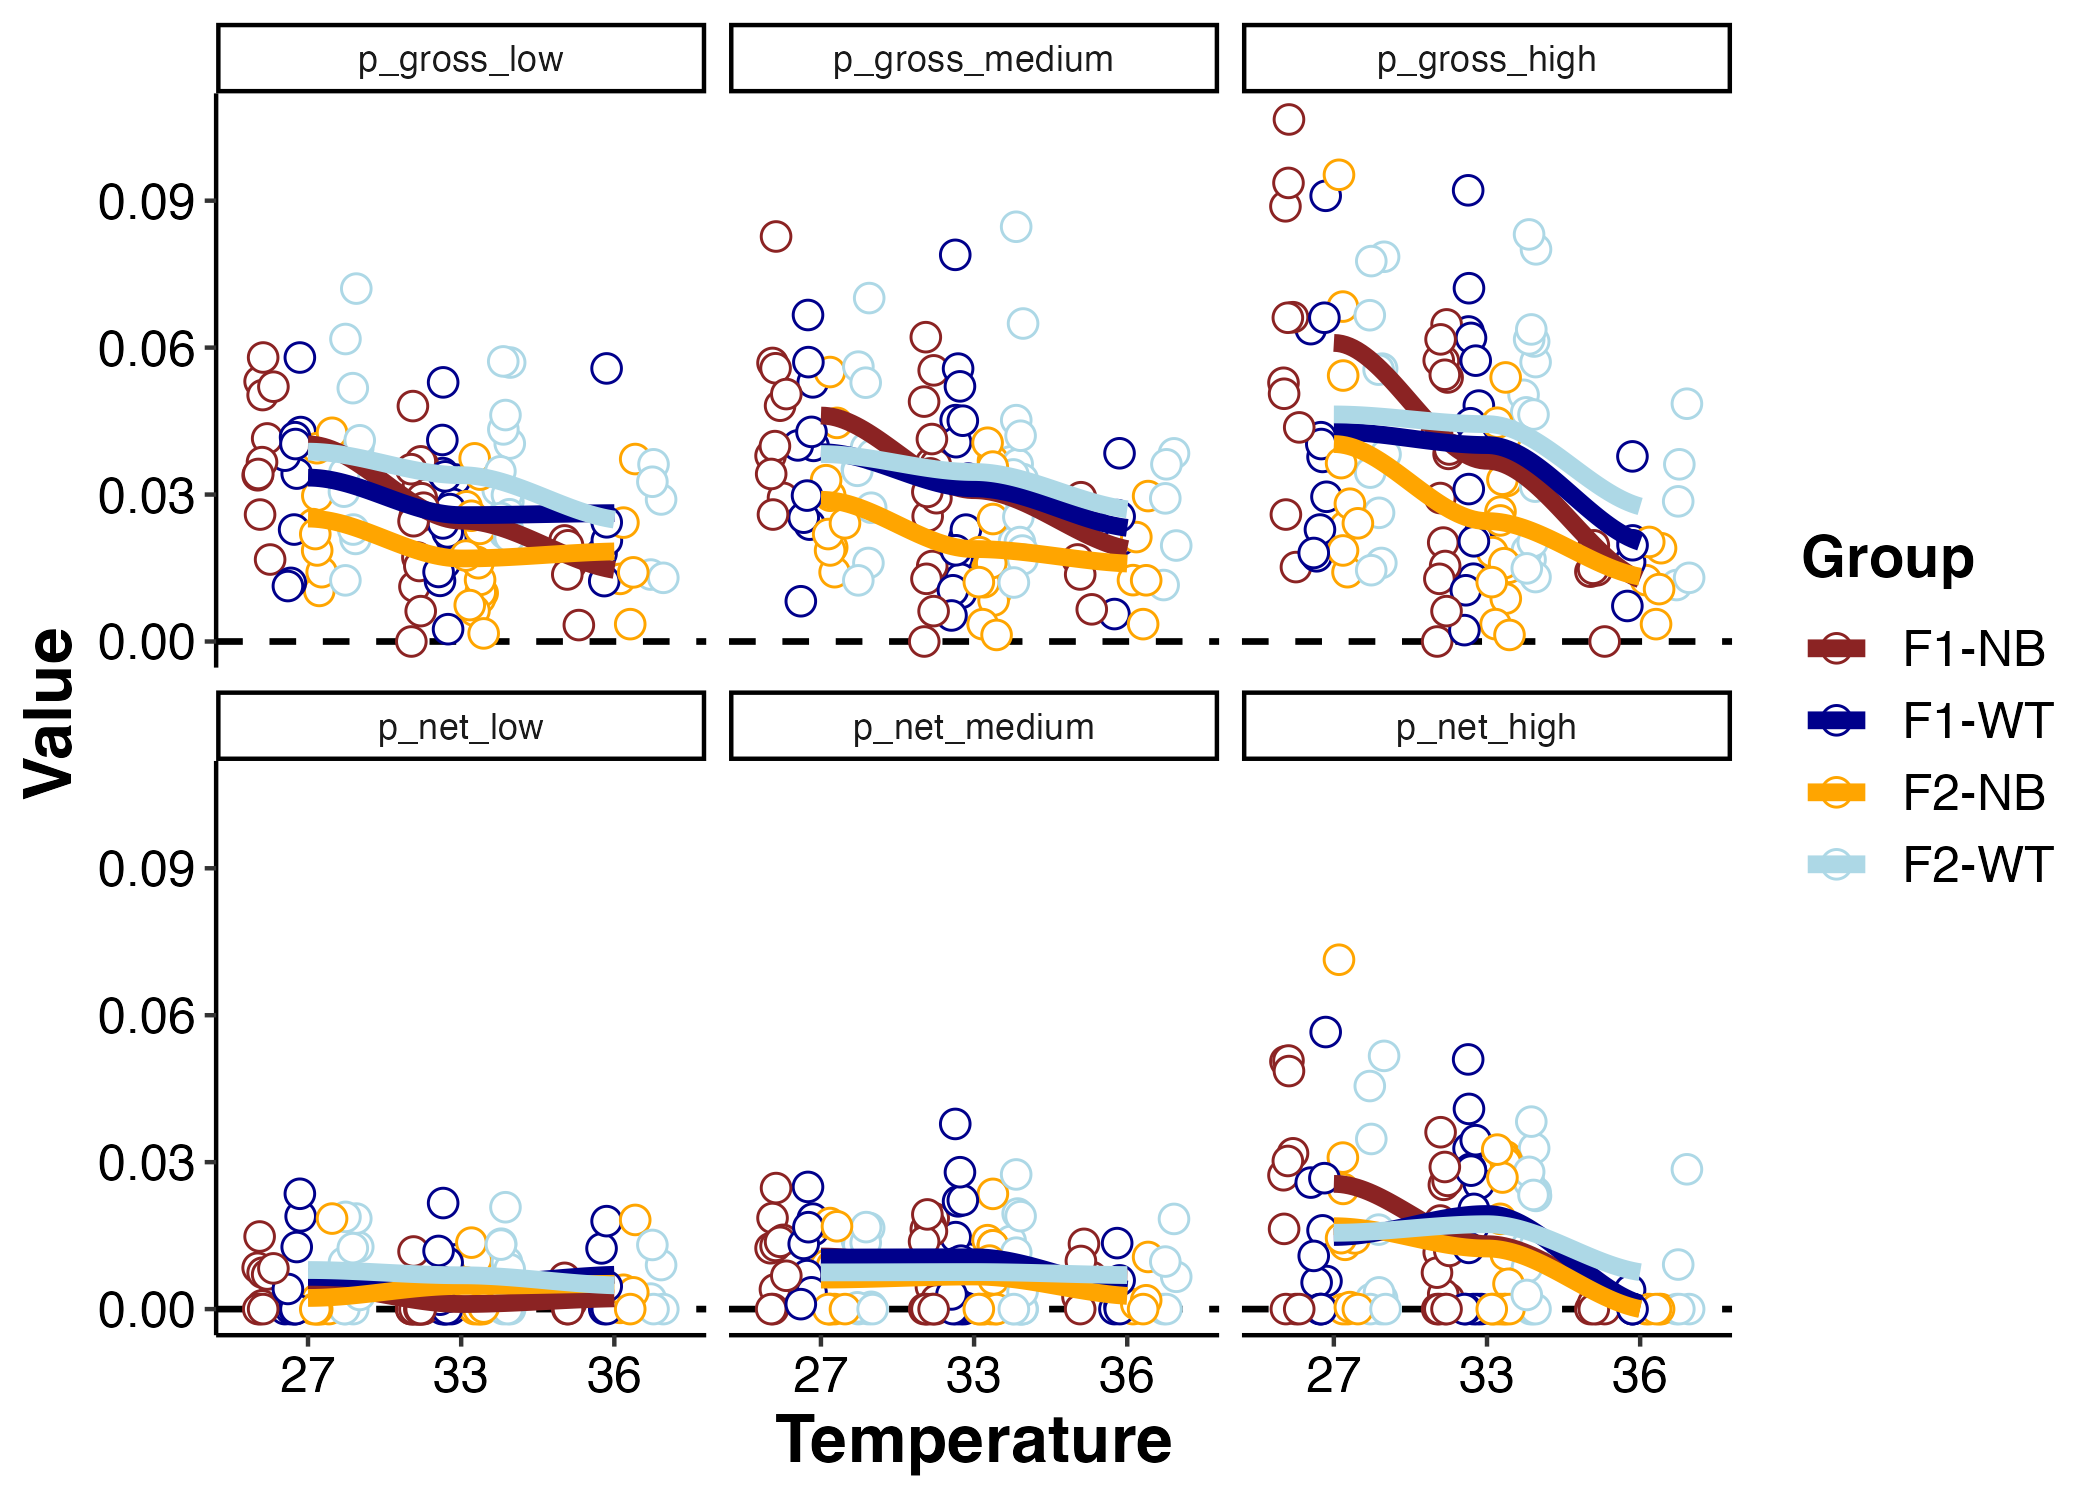 p_gross_low
p_gross_medium
p_gross_high
0.09
0.06
0.03
0.00
p_net_low
p_net_medium
p_net_high
0.09
0.06
0.03
0.00
27
33
36
27
33
36
27
33
36
Temperature
Value
Group
F1-NB
F1-WT
F2-NB
F2-WT